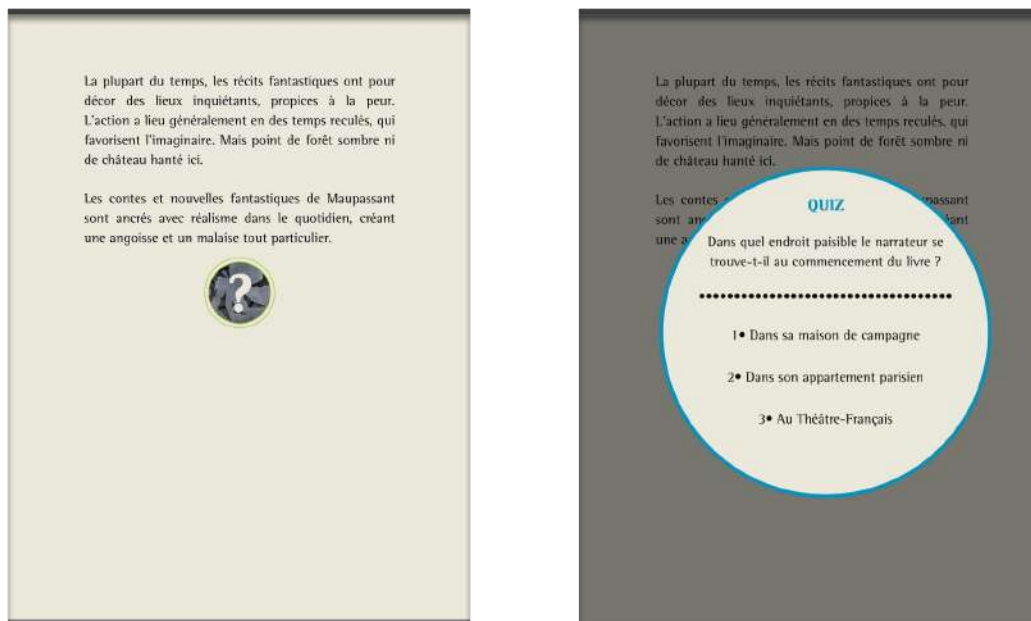 La plupart du temps, les récits fantastiques ont pour
décor des lieux inquiétants, propices à la peur.
L'action a lieu généralement en des temps reculés, qui
favorisent l'imaginaire. Mais point de forêt sombre ni
de château hanté ici.
Les contes et nouvelles fantastiques de Maupassant
sont ancrés avec réalisme dans le quotidien, créant
une angoisse et un malaise tout particulier.
?
La plupart du temps, les récits fantastiques ont pour
décor des lieux inquiétants, propices à la peur.
L'action a lieu généralement en des temps reculés, qui
favorisent l'imaginaire. Mais point de forêt sombre ni
de château hanté ici.
Les contes
sont
une
QUIZ
Dans quel endroit paisible le narrateur se
trouve-t-il au commencement du livre ?
1• Dans sa maison de campagne
2• Dans son appartement parisien
3• Au Théâtre-Français